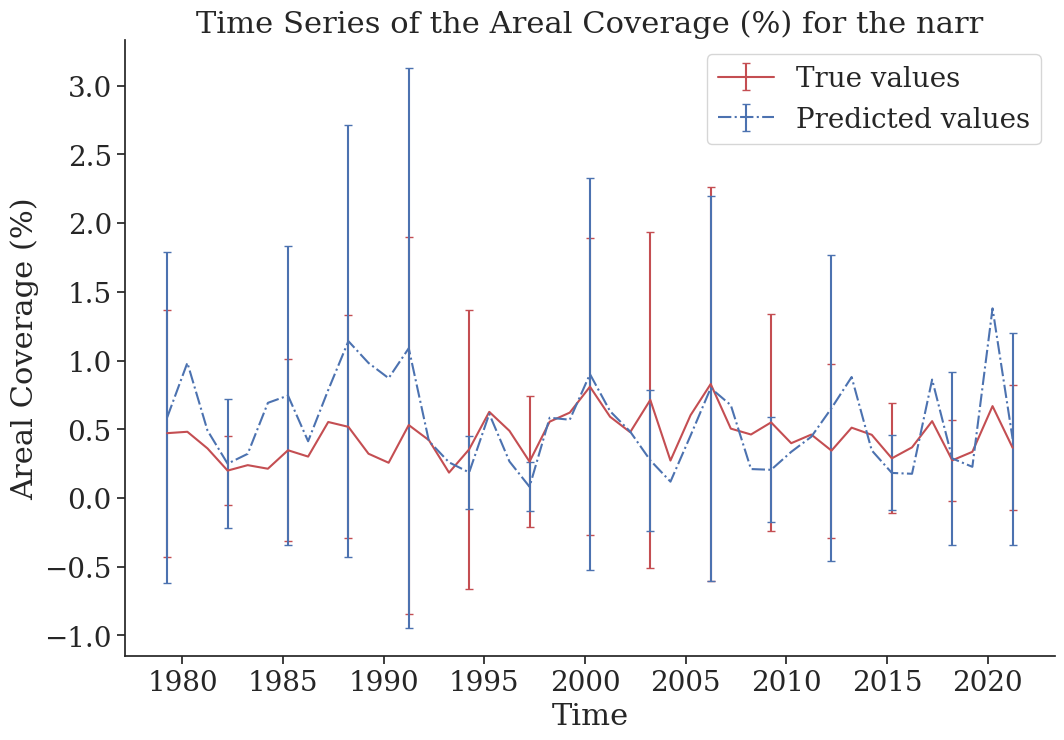 Time Series of the Areal Coverage (%) for the narr
True values
Predicted values
Areal Coverage (%)
3.0
2.5
2.0
1.5
1.0
0.5
0.0
−0.5
−1.0
1980 1985 1990 1995 2000 2005 2010 2015 2020
Time